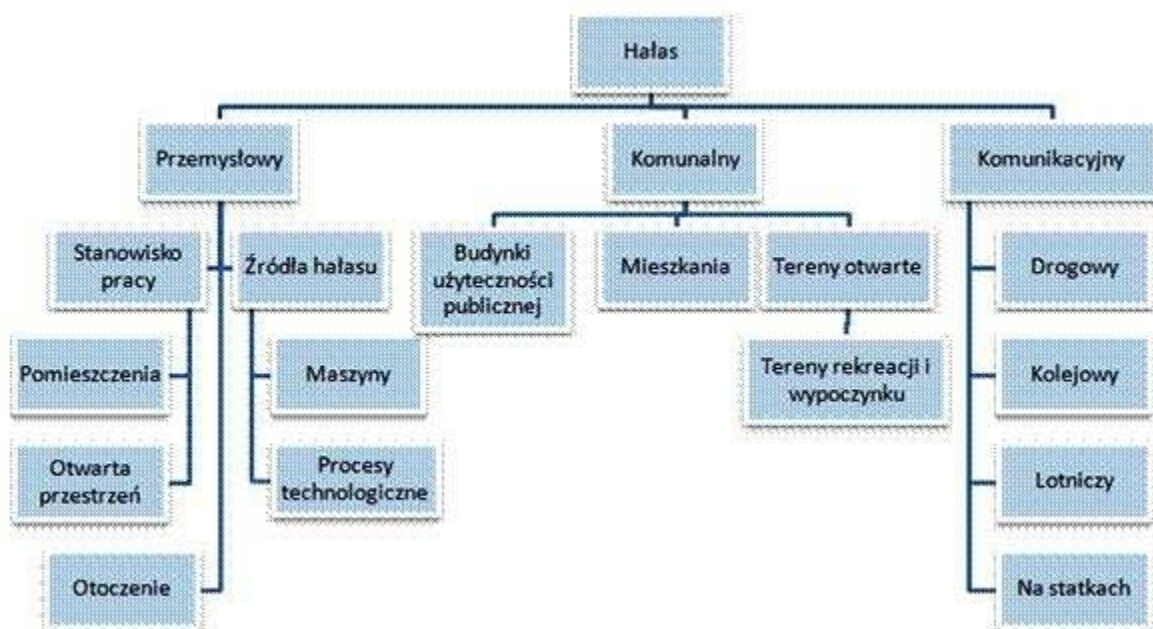 Hałas
Przemysłowy
Komunalny
Komunikacyjny
Stanowisko
pracy
Źródła hałasu
Budynki
użyteczności
publicznej
Mieszkania
Tereny otwarte
Drogowy
Pomieszczenia
Maszyny
Tereny rekreacji i
wypoczynku
Kolejowy
Otwarta
przestrzeń
Procesy
technologiczne
Lotniczy
Otoczenie
Na statkach